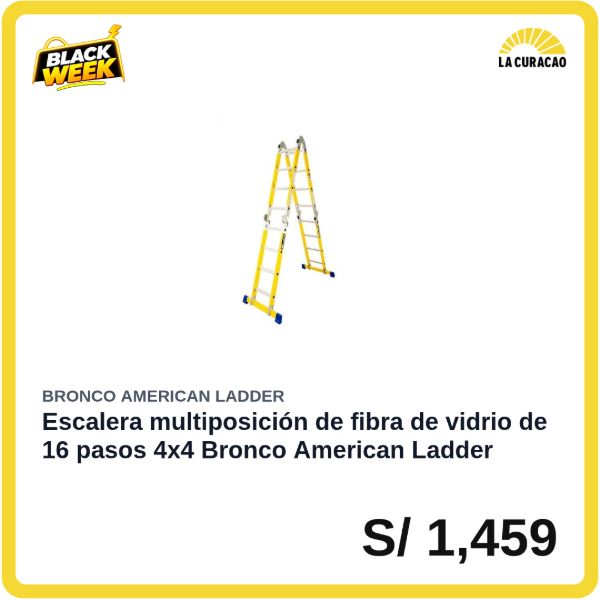 BLACK
WEEK
LA CURACAO
BRONCO AMERICAN LADDER
Escalera multiposición de fibra de vidrio de
16 pasos 4x4 Bronco American Ladder
S/ 1,459